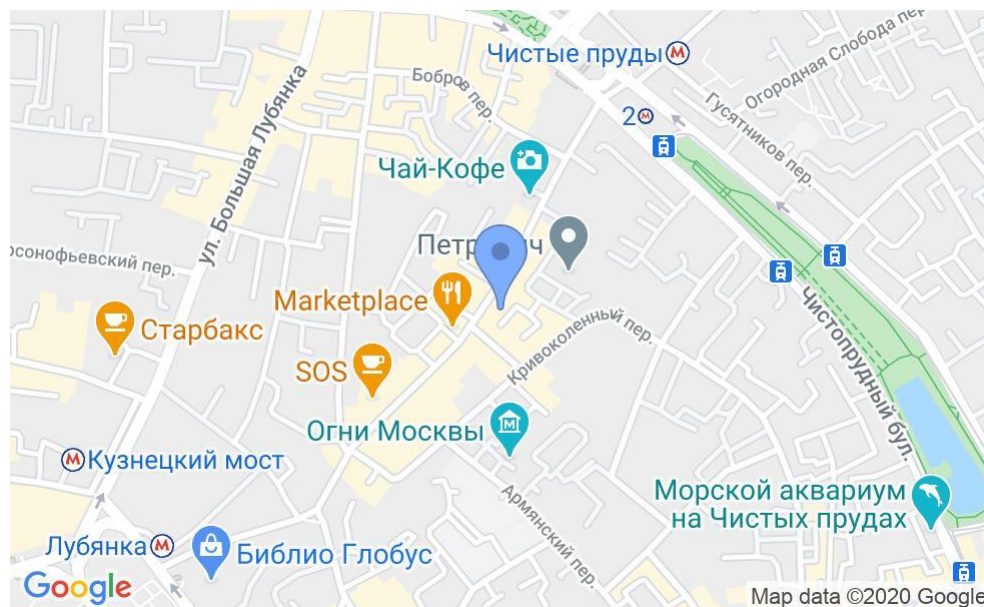 Чистые пруды
Огородная Слобода пер.
Бобров пер.
Гусятников пер.
2
ул. Большая Лубянка
Чай-Кофе
Петр
ч
рсонофьевский пер.
Marketplace
Старбакс
Кривоколенный пер.
SOS
Чистопрудный бул.
Огни Москвы
Кузнецкий мост
Армянский пер.
Морской аквариум
на Чистых прудах
Лубянка
Библио Глобус
Google
Map data ©2020 Google